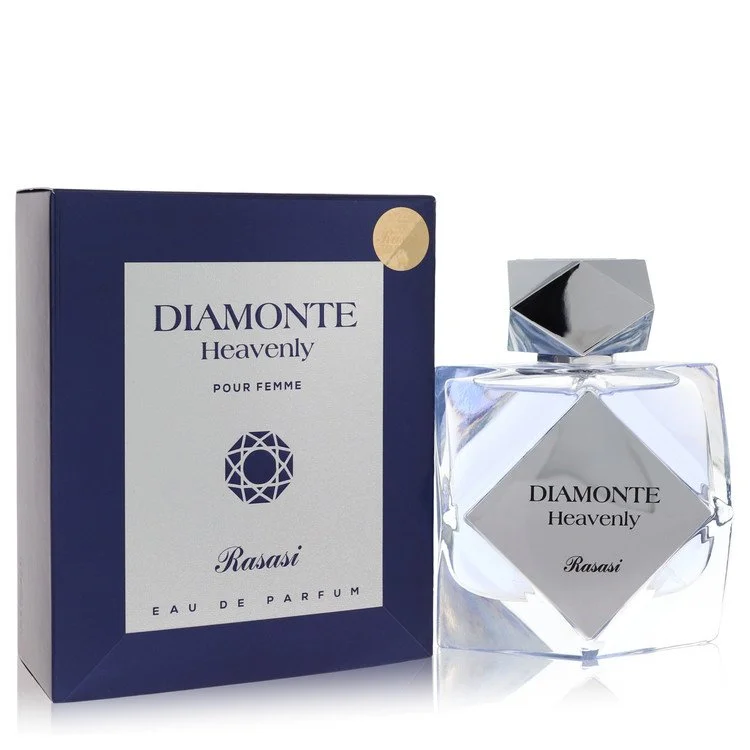 DIAMONTE
Heavenly
POUR FEMME
Rasasi
EAU DE PARFUM
DIAMONTE
Heavenly
Rasasi